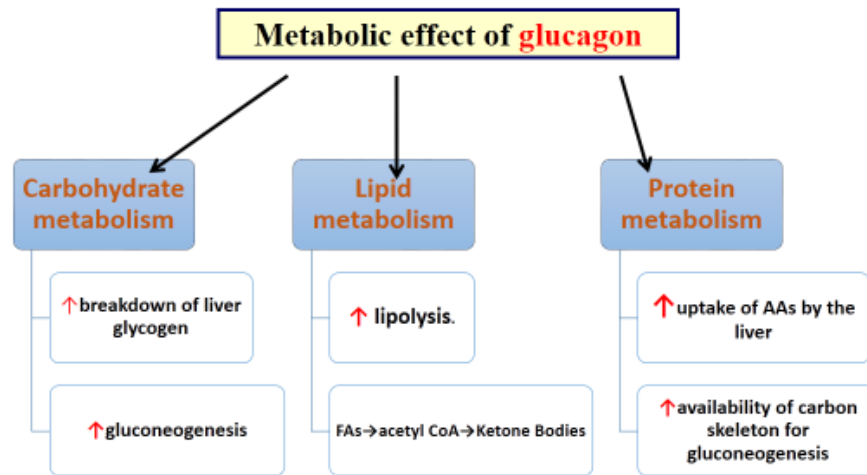 Metabolic effect of glucagon
Carbohydrate
metabolism
↑breakdown of liver
glycogen
↑gluconeogenesis
Lipid
metabolism
↑ lipolysis.
FAs→acetyl CoA→Ketone Bodies
Protein
metabolism
↑uptake of AAs by the
liver
↑availability of carbon
skeleton for
gluconeogenesis